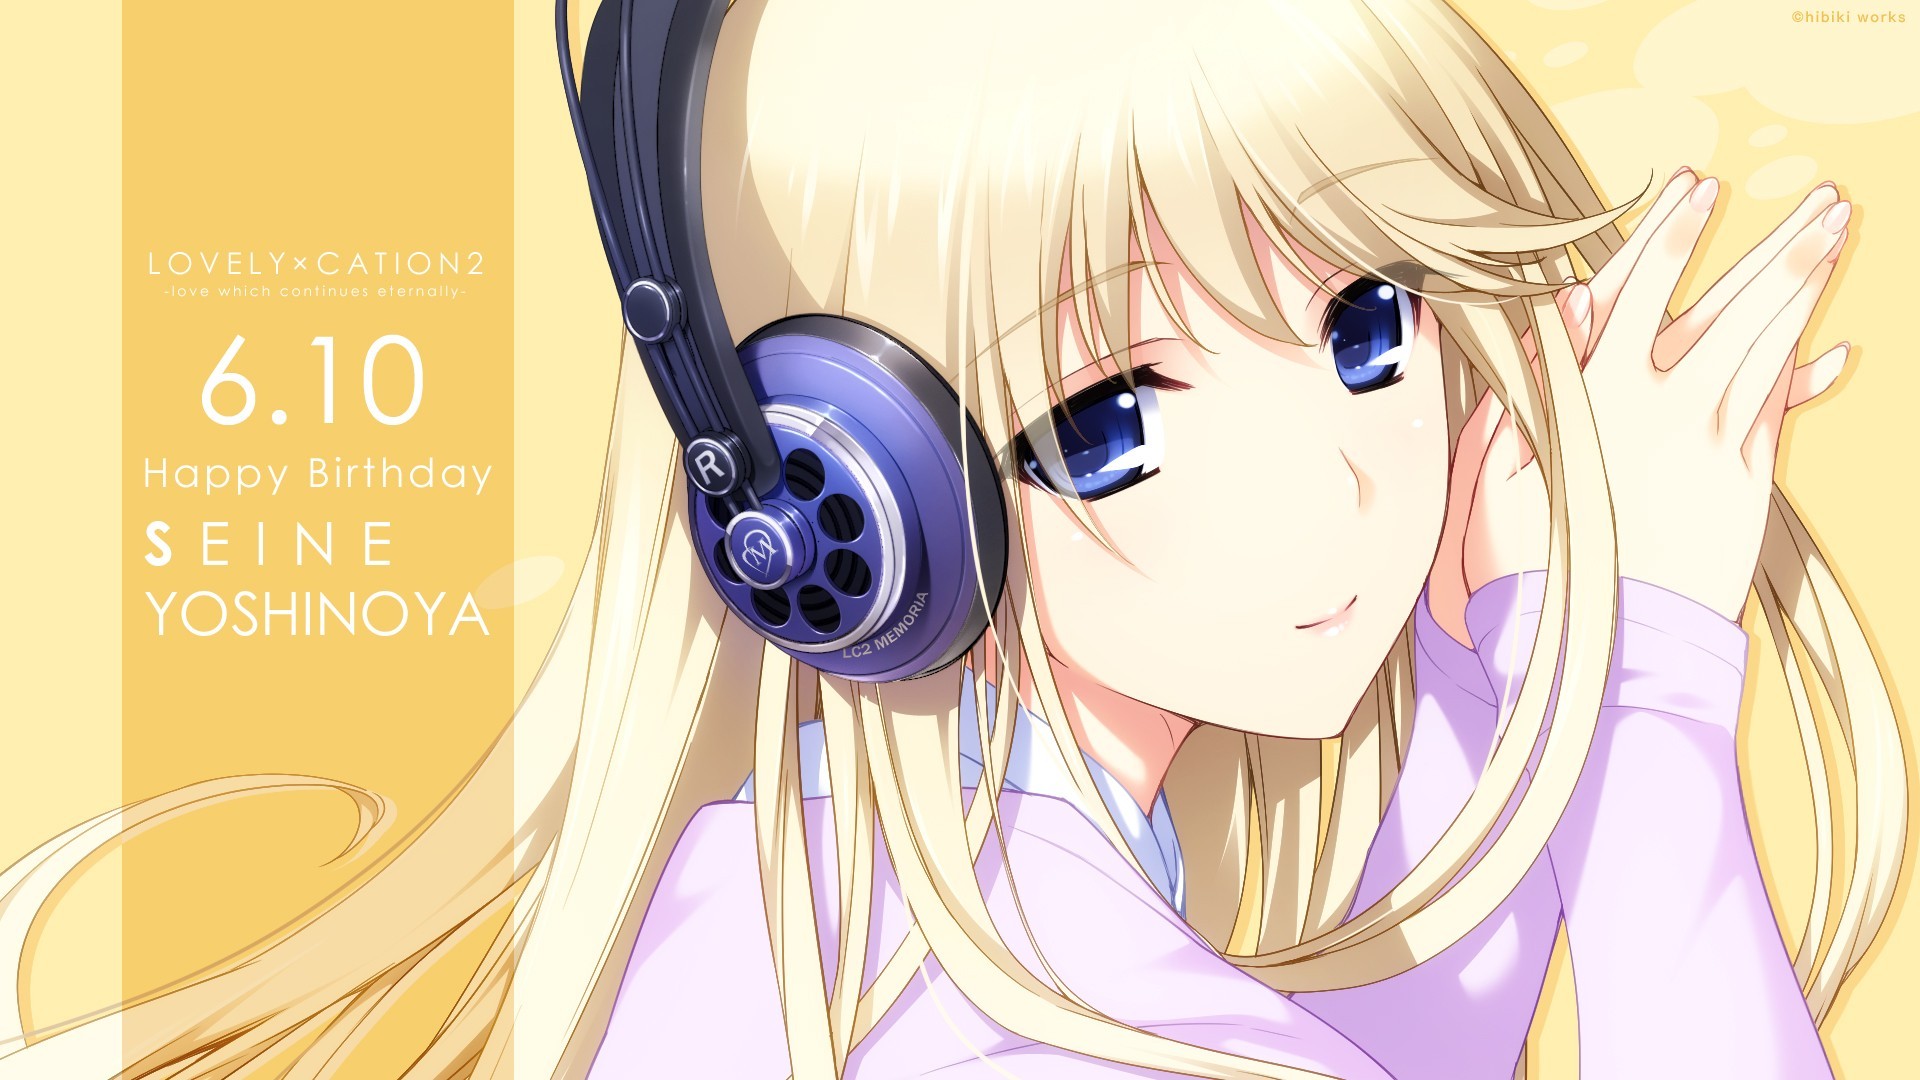 ©hibiki works
LOVELY×CATION2
-love which continues eternally-
6.10
Happy Birthday
SEINE
YOSHINOYA
R
M
LC2 MEMORIA